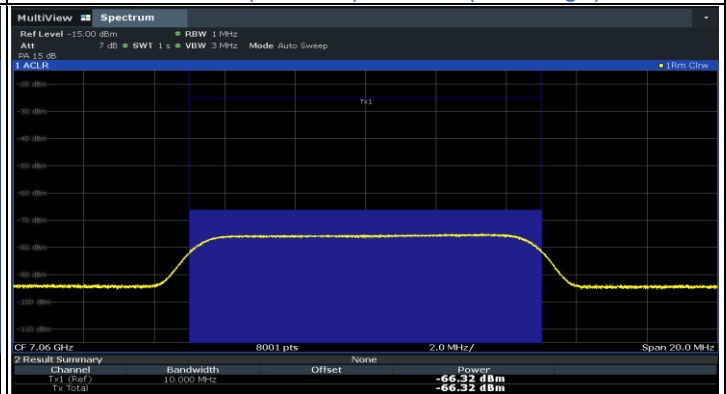 MultiView Spectrum
Ref Level -15.00 dBm RBW 1 MHz
Att 7 dB SWT 1 s VBW 3 MHz Mode Auto Sweep
PA 15 dB
1 ACLR 1Rm Clrw
-20 dBm
Tx1
-30 dBm
-40 dBm
-50 dBm
-60 dBm
-70 dBm
-80 dBm
-90 dBm
-100 dBm
-110 dBm
CF 7.06 GHz 8001 pts 2.0 MHz/ Span 20.0 MHz
2 Result Summary None
Channel Bandwidth Offset Power
Tx1 (Ref) 10.000 MHz -66.32 dBm
Tx Total -66.32 dBm